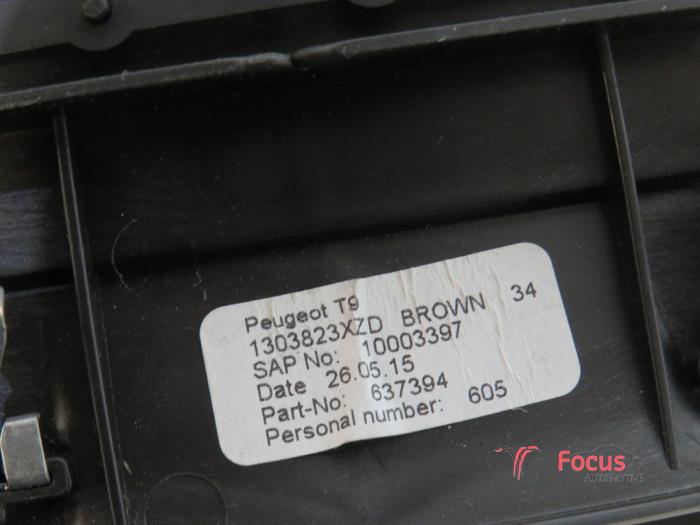 Peugeot T9
1303823XZD BROWN 34
SAP No: 10003397
Date 26.05.15
Part-No: 637394
Personal number: 605
Focus
AUTOMOTIVE